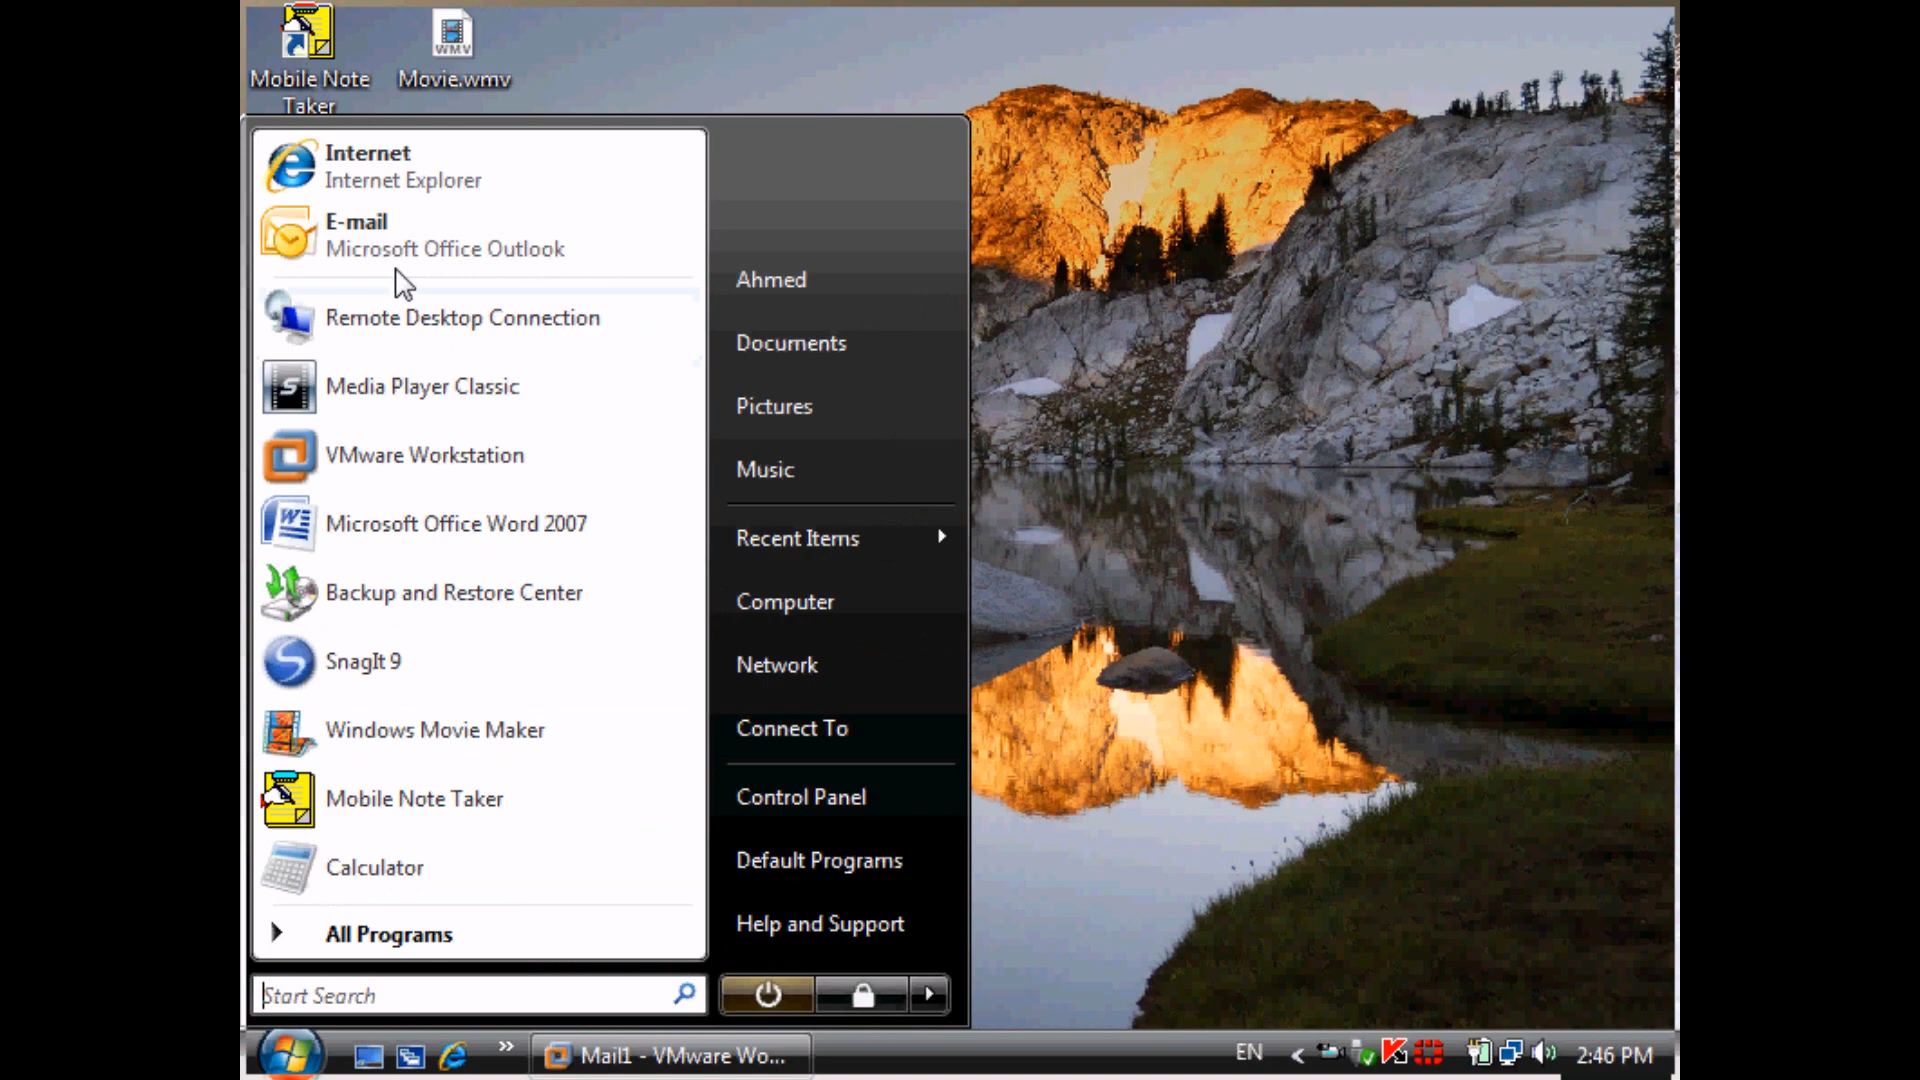 Mobile Note
Taker
Movie.wmv
WMV
Internet
Internet Explorer
E-mail
Microsoft Office Outlook
Remote Desktop Connection
Media Player Classic
VMware Workstation
Microsoft Office Word 2007
Backup and Restore Center
SnagIt 9
Windows Movie Maker
Mobile Note Taker
Calculator
All Programs
Start Search
Ahmed
Documents
Pictures
Music
Recent Items
Computer
Network
Connect To
Control Panel
Default Programs
Help and Support
Mail1 - VMware Wo...
EN
2:46 PM